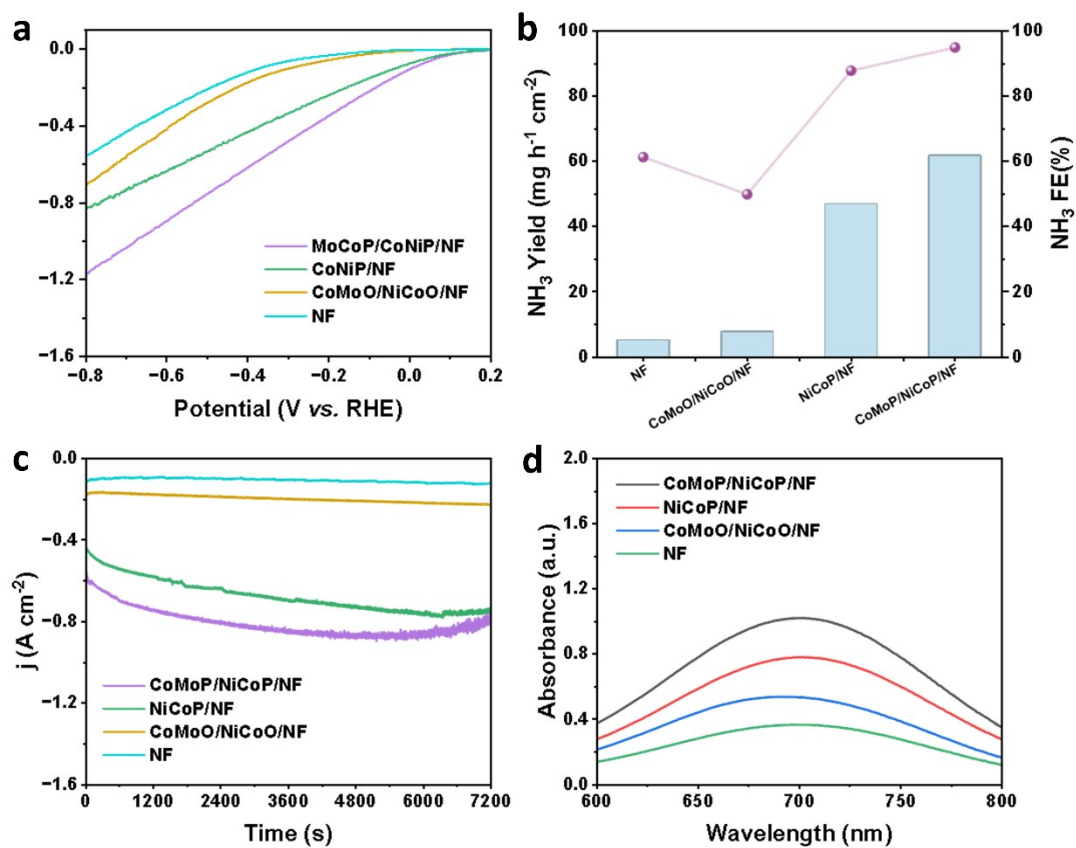 a
0.0
−0.4
−0.8
−1.2
−1.6
−0.8
−0.6
−0.4
−0.2
0.0
0.2
Potential (V vs. RHE)
MoCoP/CoNiP/NF
CoNiP/NF
CoMoO/NiCoO/NF
NF
b
NH3 Yield (mg h-1 cm-2)
100
80
60
40
20
0
100
80
60
40
20
0
NH3 FE(%)
NF
CoMoO/NiCoO/NF
NiCoP/NF
CoMoP/NiCoP/NF
c
j (A cm-2)
0.0
−0.4
−0.8
−1.2
−1.6
CoMoP/NiCoP/NF
NiCoP/NF
CoMoO/NiCoO/NF
NF
0
1200
2400
3600
4800
6000
7200
Time (s)
d
Absorbance (a.u.)
2.0
1.6
1.2
0.8
0.4
0.0
CoMoP/NiCoP/NF
NiCoP/NF
CoMoO/NiCoO/NF
NF
600
650
700
750
800
Wavelength (nm)